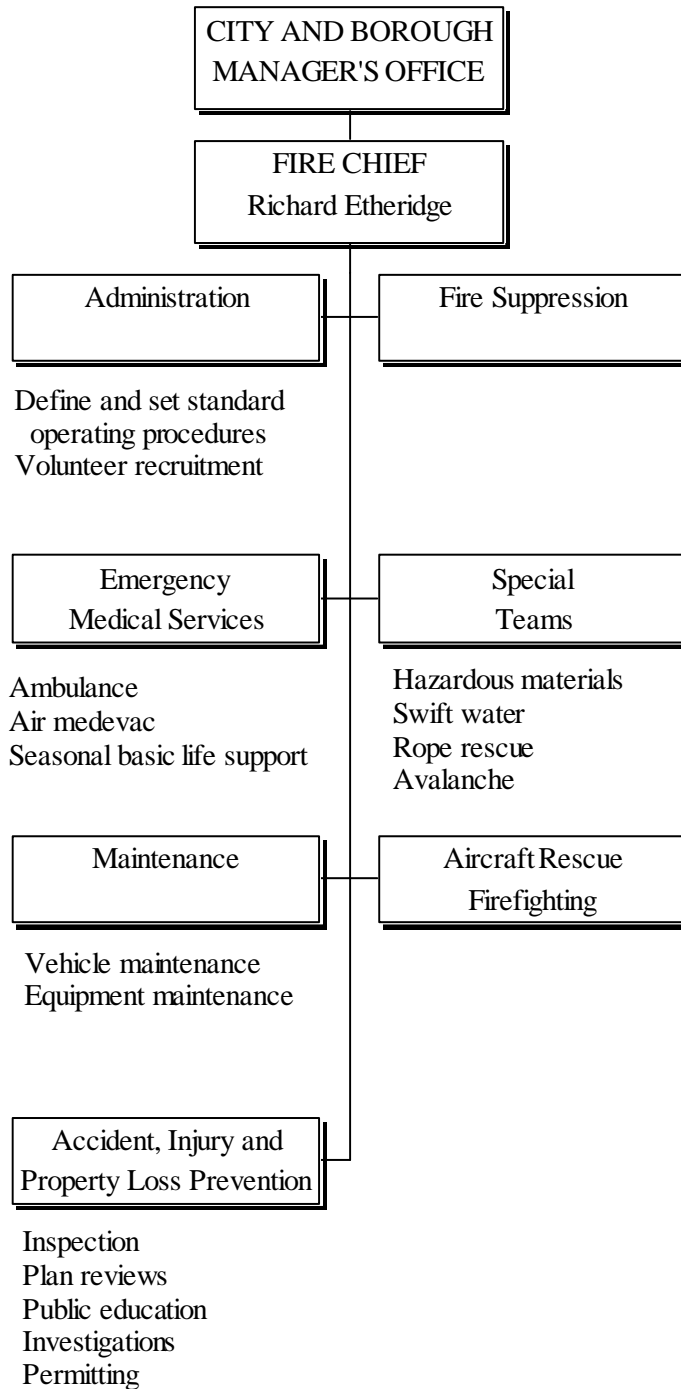 CITY AND BOROUGH
MANAGER'S OFFICE
FIRE CHIEF
Richard Etheridge
Administration
Define and set standard
operating procedures
Volunteer recruitment
Fire Suppression
Emergency
Medical Services
Ambulance
Air medevac
Seasonal basic life support
Special
Teams
Hazardous materials
Swift water
Rope rescue
Avalanche
Maintenance
Vehicle maintenance
Equipment maintenance
Aircraft Rescue
Firefighting
Accident, Injury and
Property Loss Prevention
Inspection
Plan reviews
Public education
Investigations
Permitting